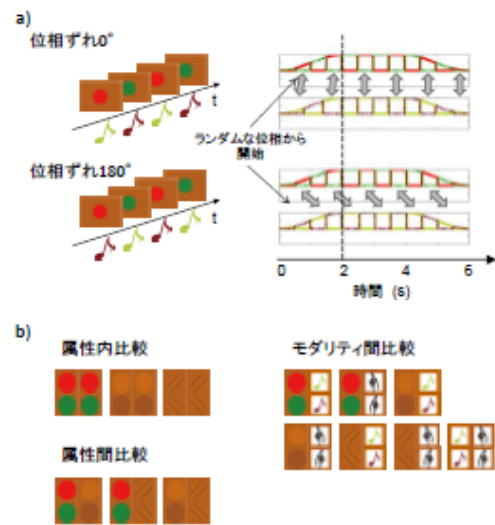 a)
位相ずれ0°
t
ランダムな位相から
開始
位相ずれ180°
t
0 2 4 6
時間 (s)
b)
属性内比較
モダリティ間比較
属性間比較